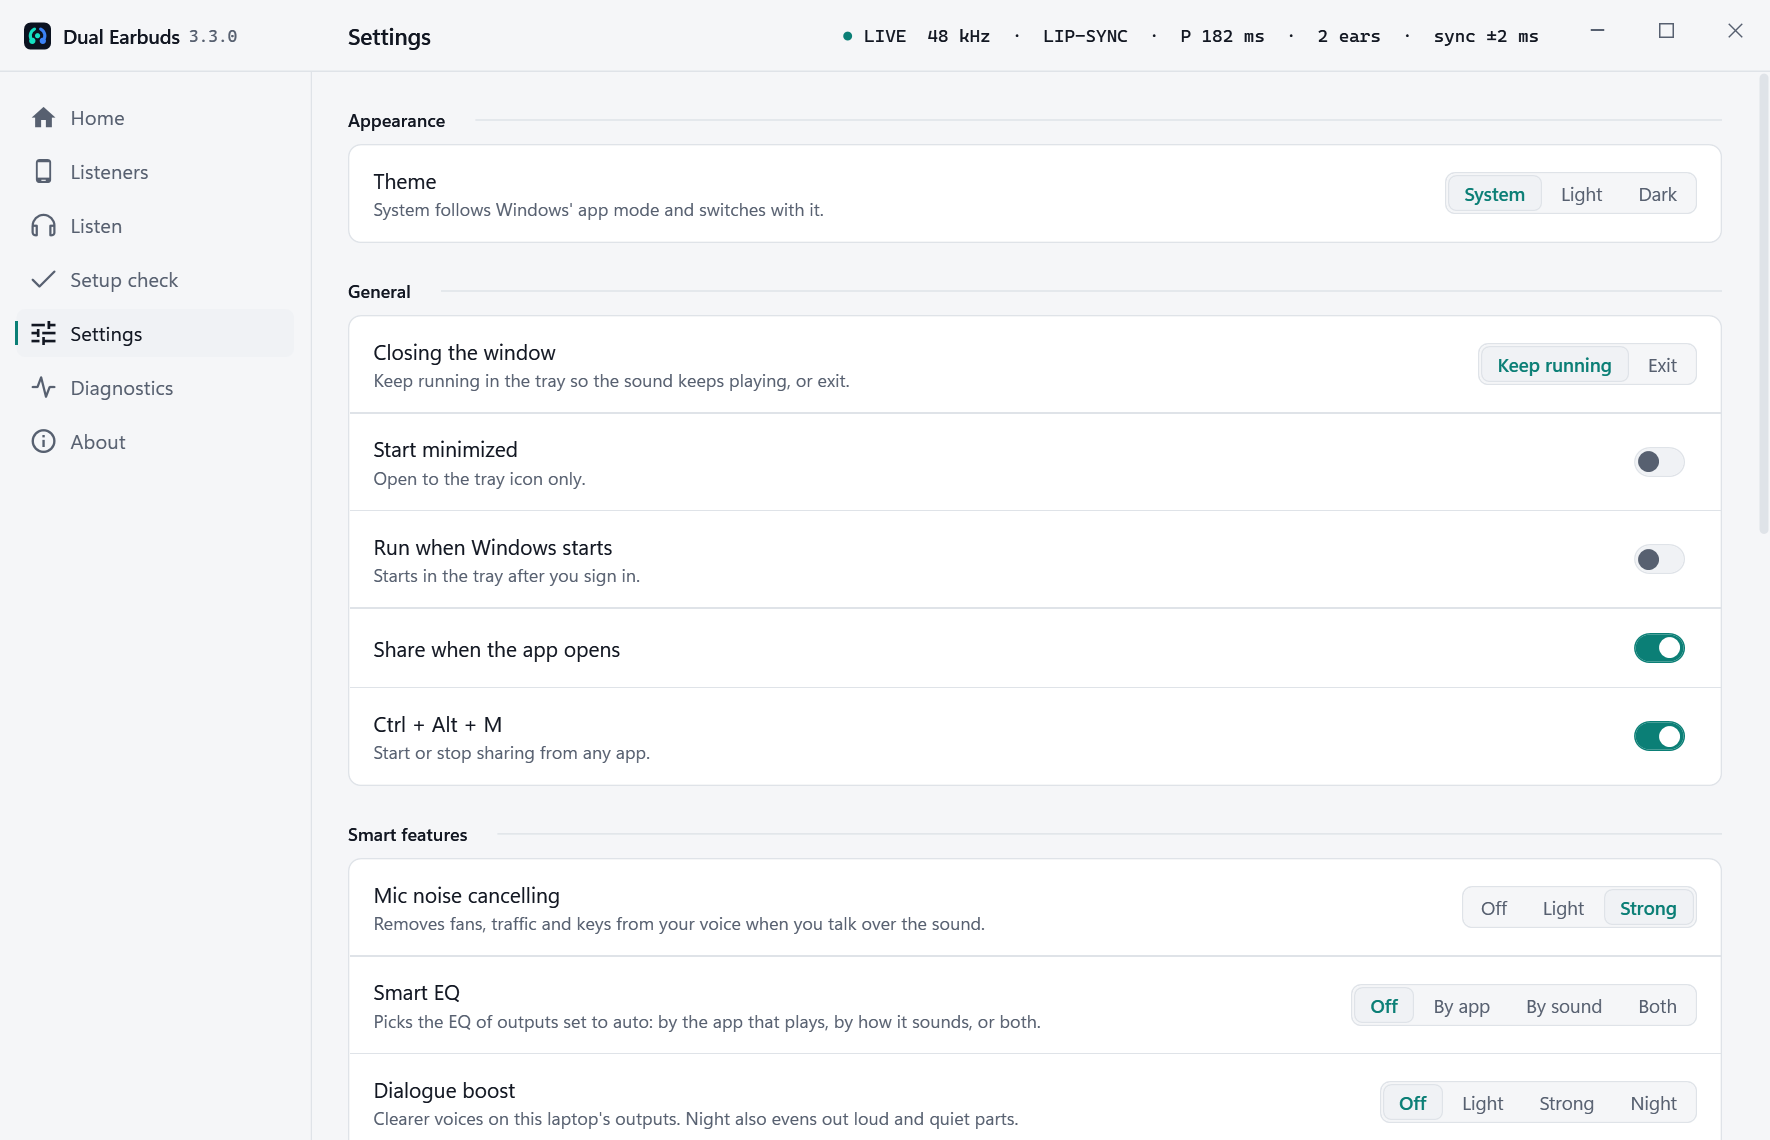 Dual Earbuds 3.3.0
Settings
LIVE 48 kHz · LIP-SYNC · P 182 ms · 2 ears · sync ±2 ms
Home
Listeners
Listen
Setup check
Settings
Diagnostics
About
Appearance
Theme
System follows Windows' app mode and switches with it.
System Light Dark
General
Closing the window
Keep running in the tray so the sound keeps playing, or exit.
Keep running Exit
Start minimized
Open to the tray icon only.
Run when Windows starts
Starts in the tray after you sign in.
Share when the app opens
Ctrl + Alt + M
Start or stop sharing from any app.
Smart features
Mic noise cancelling
Removes fans, traffic and keys from your voice when you talk over the sound.
Off Light Strong
Smart EQ
Picks the EQ of outputs set to auto: by the app that plays, by how it sounds, or both.
Off By app By sound Both
Dialogue boost
Clearer voices on this laptop's outputs. Night also evens out loud and quiet parts.
Off Light Strong Night